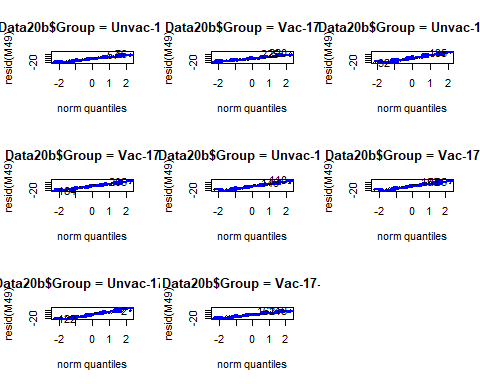 Data20b$Group = Unvac-1
Data20b$Group = Vac-17
Data20b$Group = Unvac-1
resid(M49)
-20
-2 0 1 2
norm quantiles
resid(M49)
-20
-2 0 1 2
norm quantiles
resid(M49)
-20
-2 0 1 2
norm quantiles
Data20b$Group = Vac-17
Data20b$Group = Unvac-1
Data20b$Group = Vac-17
resid(M49)
-20
-2 0 1 2
norm quantiles
resid(M49)
-20
-2 0 1 2
norm quantiles
resid(M49)
-20
-2 0 1 2
norm quantiles
Data20b$Group = Unvac-17
Data20b$Group = Vac-17-
resid(M49)
-20
-2 0 1 2
norm quantiles
resid(M49)
-20
-2 0 1 2
norm quantiles